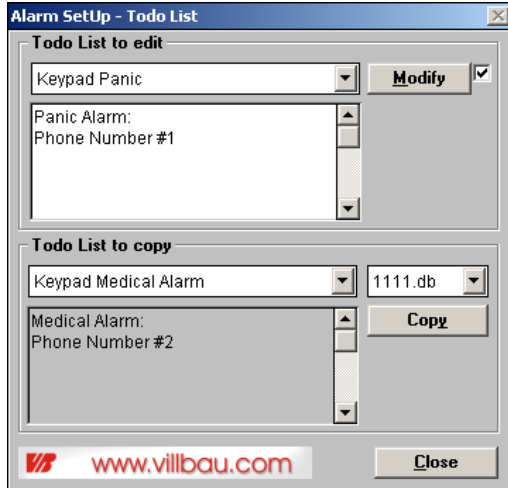 Alarm SetUp - Todo List
Todo List to edit
Keypad Panic
Modify
Panic Alarm:
Phone Number #1
Todo List to copy
Keypad Medical Alarm
1111.db
Medical Alarm:
Phone Number #2
Copy
VB www.villbau.com
Close